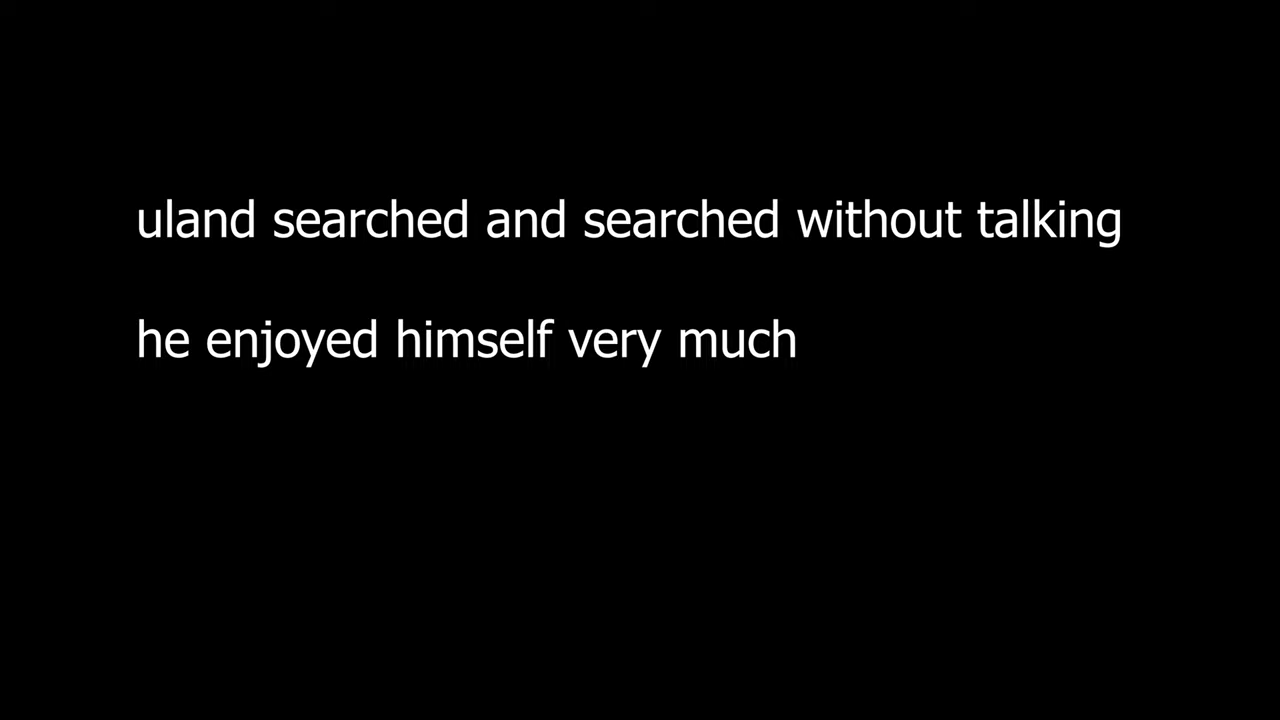 uland searched and searched without talking
he enjoyed himself very much